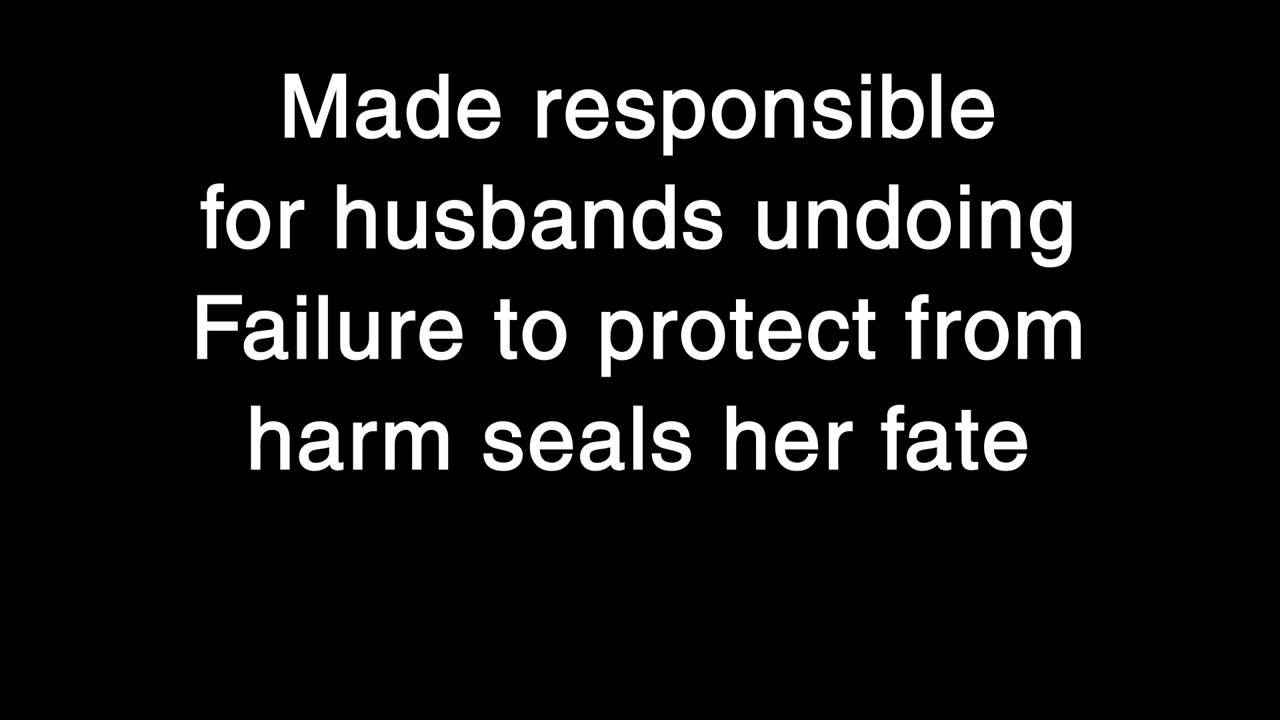 Made responsible
for husbands undoing
Failure to protect from
harm seals her fate